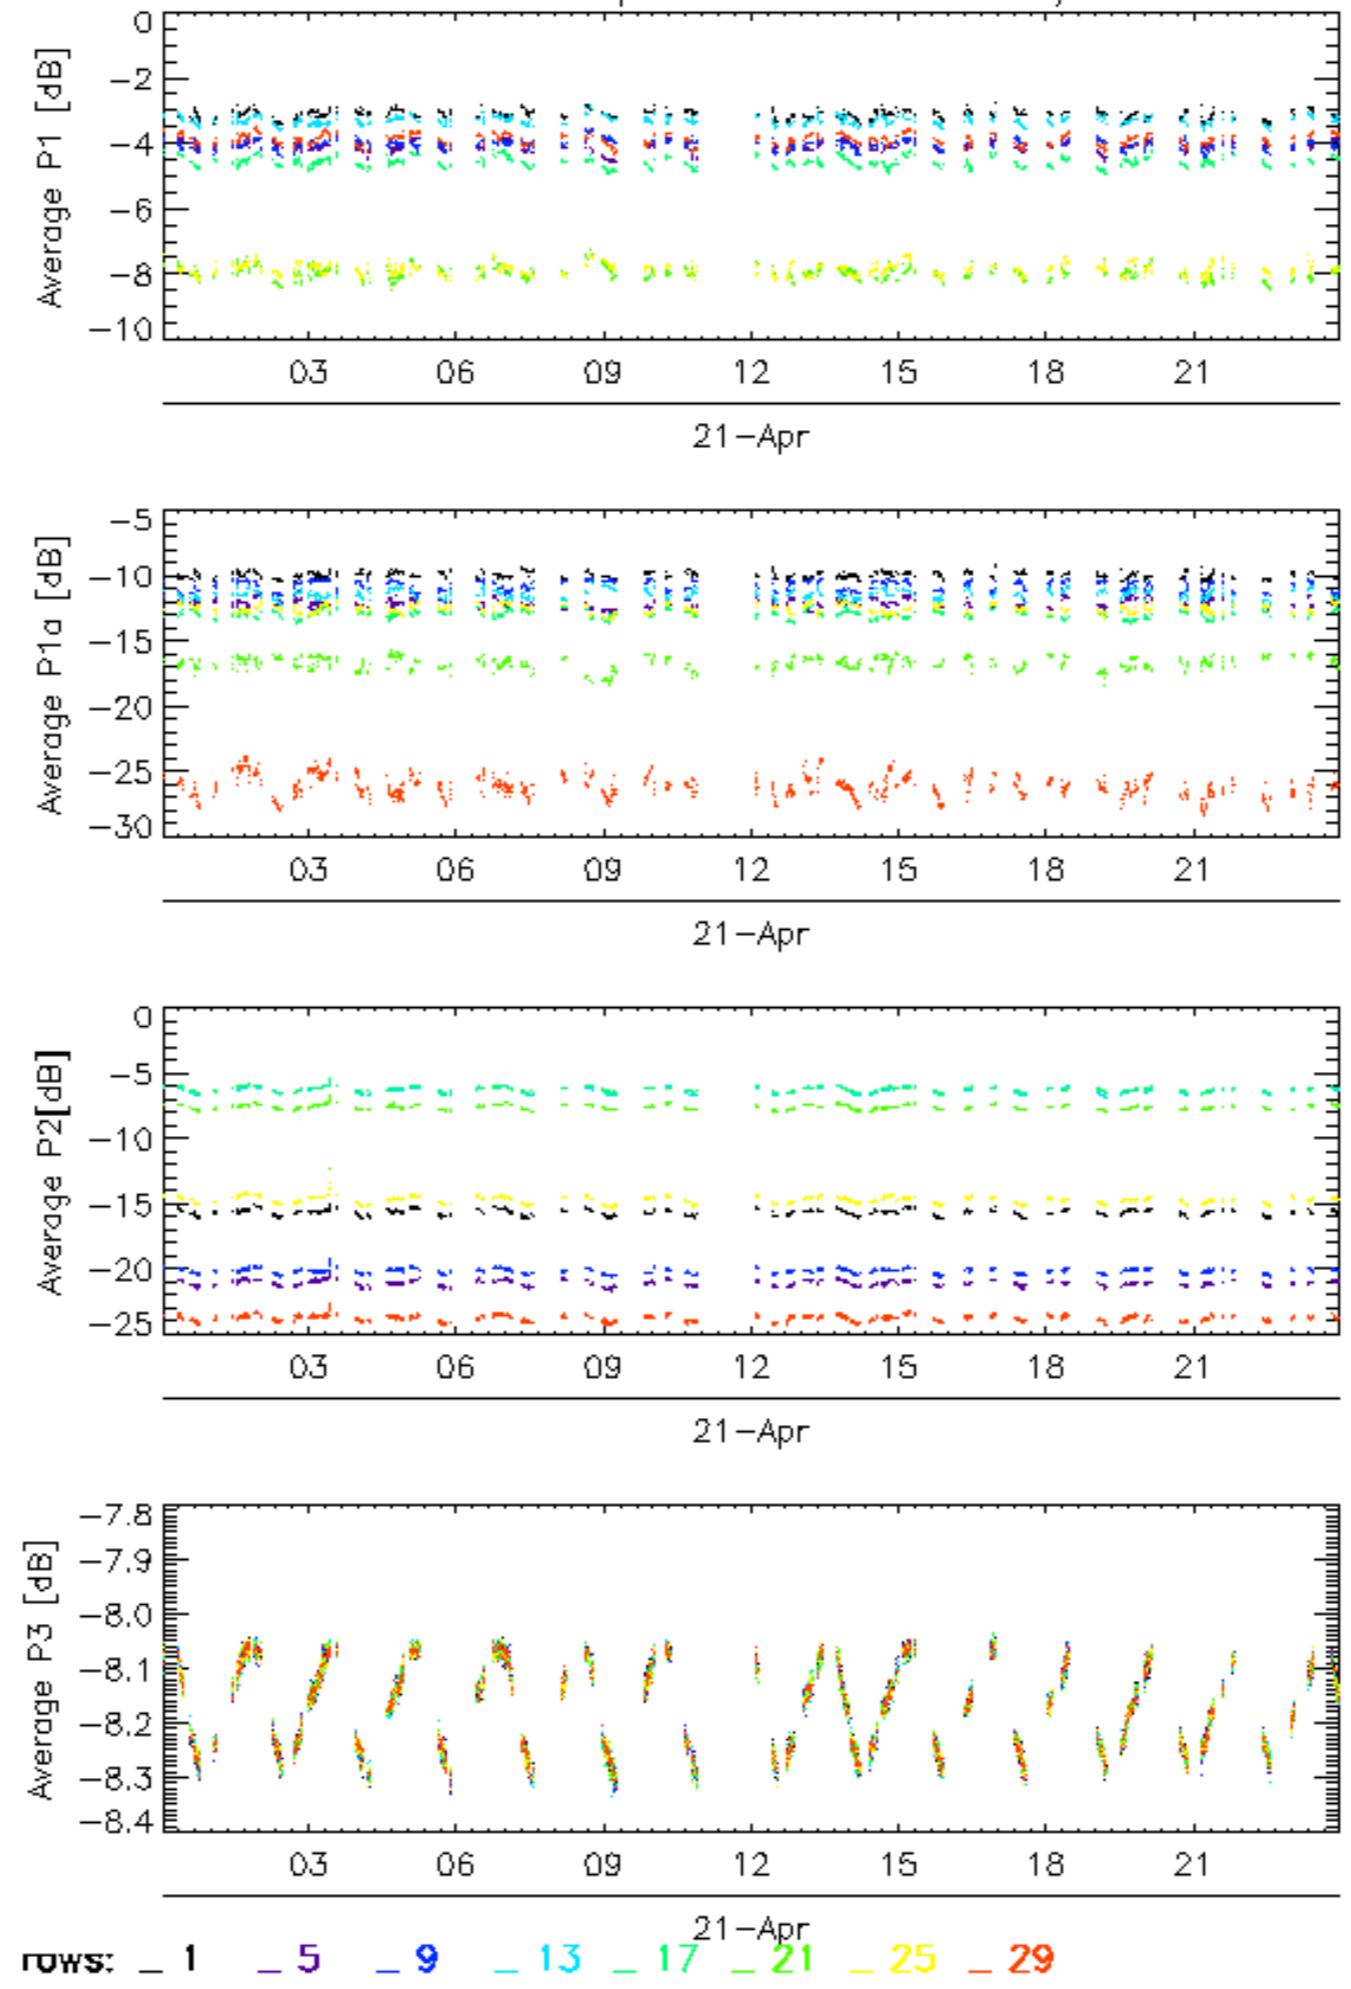 0
−2
−4
−6
−8
−10
Average P1 [dB]
03 06 09 12 15 18 21
21−Apr
−5
−10
−15
−20
−25
−30
Average P1a [dB]
03 06 09 12 15 18 21
21−Apr
0
−5
−10
−15
−20
−25
Average P2[dB]
03 06 09 12 15 18 21
21−Apr
−7.8
−7.9
−8.0
−8.1
−8.2
−8.3
−8.4
Average P3 [dB]
03 06 09 12 15 18 21
21−Apr
rows: _ 1 _ 5 _ 9 _ 13 _ 17 _ 21 _ 25 _ 29